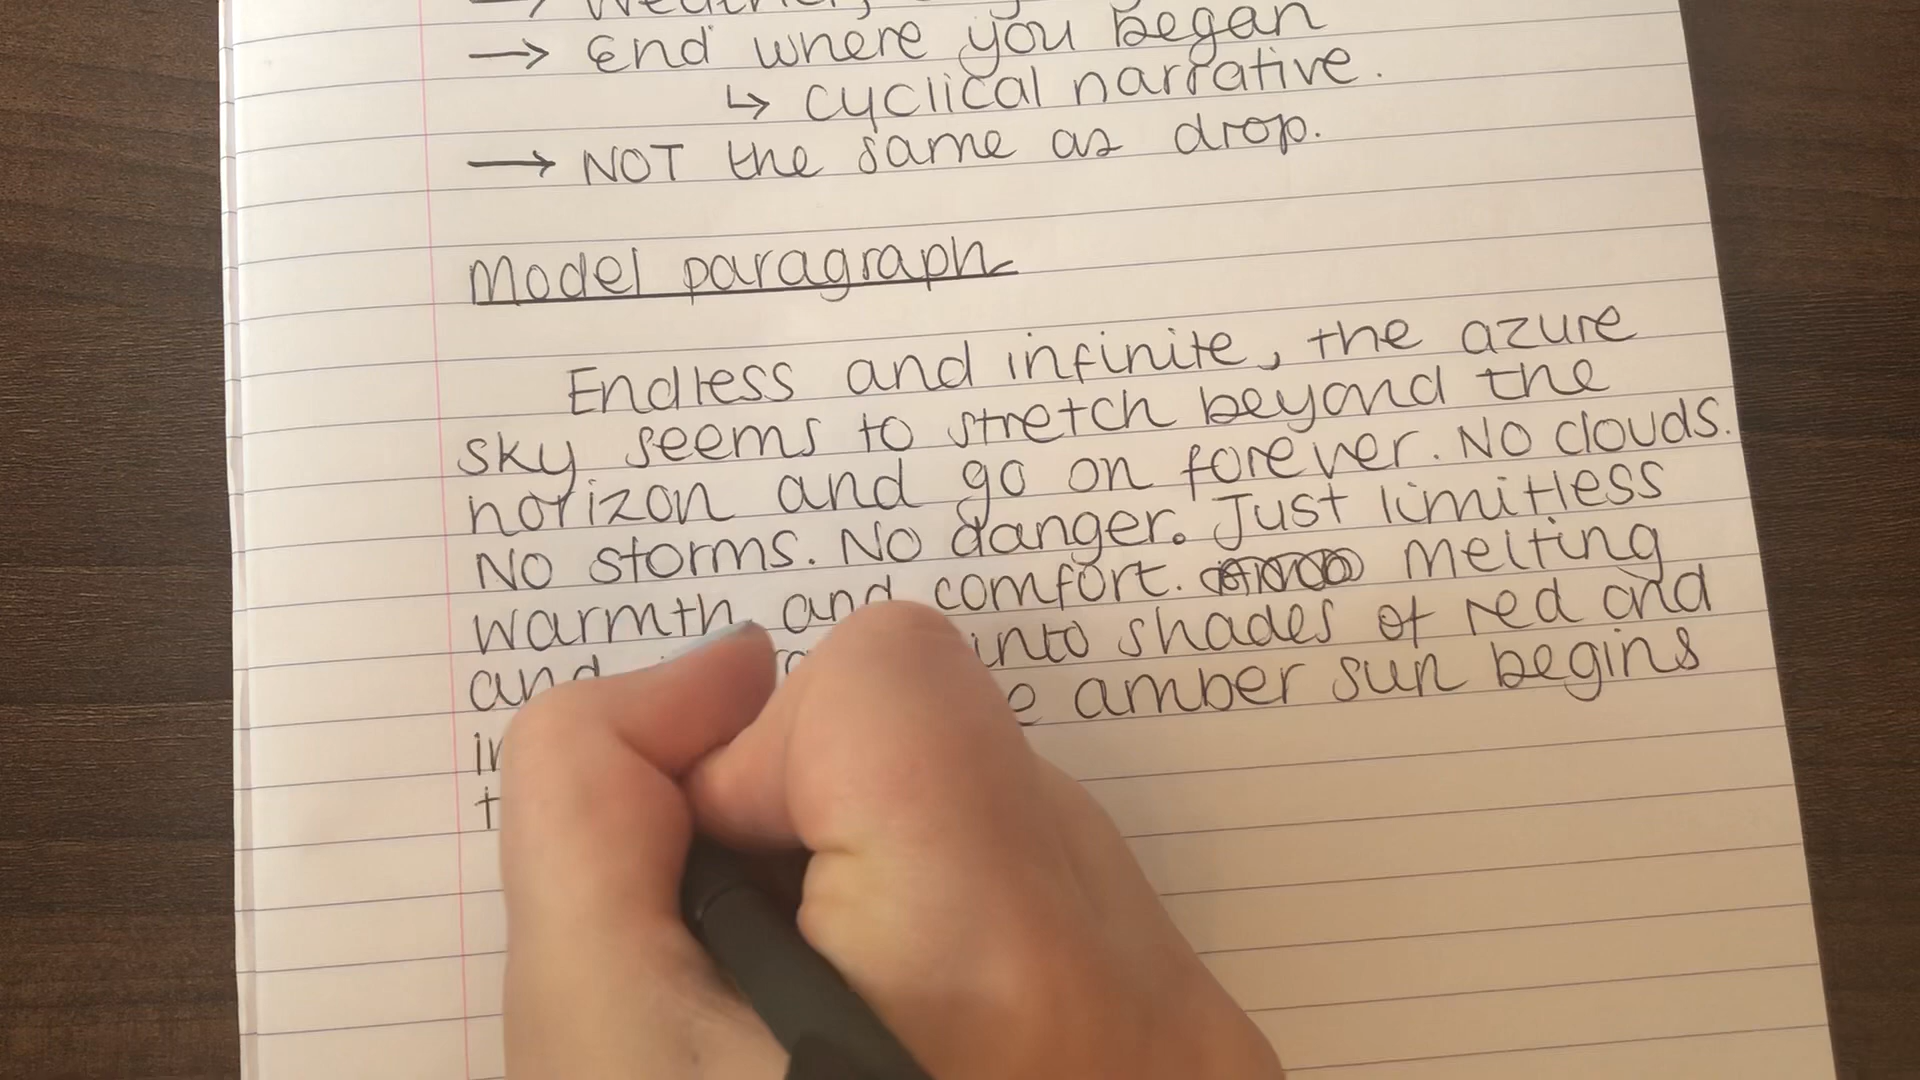 → Weather,
→ End where you began
↳ cyclical narrative.
→ NOT the same as drop.
Model paragraph
Endless and infinite, the azure
sky seems to stretch beyond the
horizon and go on forever. No clouds.
No storms. No danger. Just limitless
warmth and comfort. Melting
and into shades of red and
amber sun begins